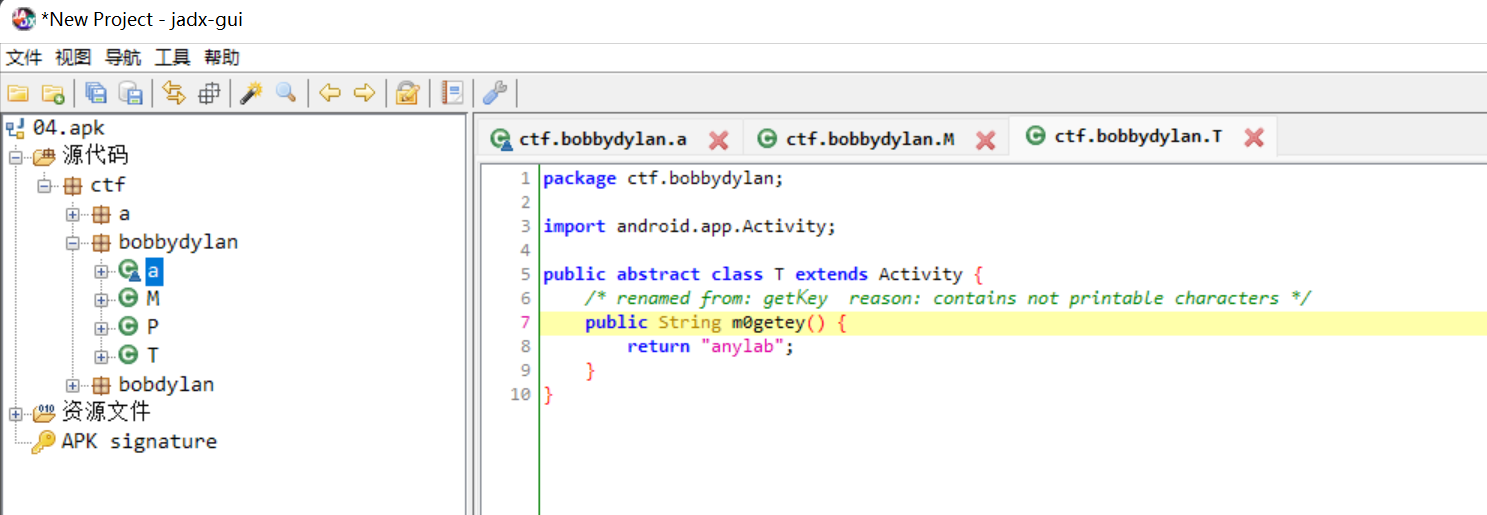 *New Project - jadx-gui
文件 视图 导航 工具 帮助
04.apk
源代码
ctf
a
bobbydylan
a
M
P
T
bobdylan
资源文件
APK signature
ctf.bobbydylan.a ctf.bobbydylan.M ctf.bobbydylan.T
1 package ctf.bobbydylan;
2
3 import android.app.Activity;
4
5 public abstract class T extends Activity {
6 /* renamed from: getКey  reason: contains not printable characters */
7 public String m0getey() {
8 return "anylab";
9 }
10 }